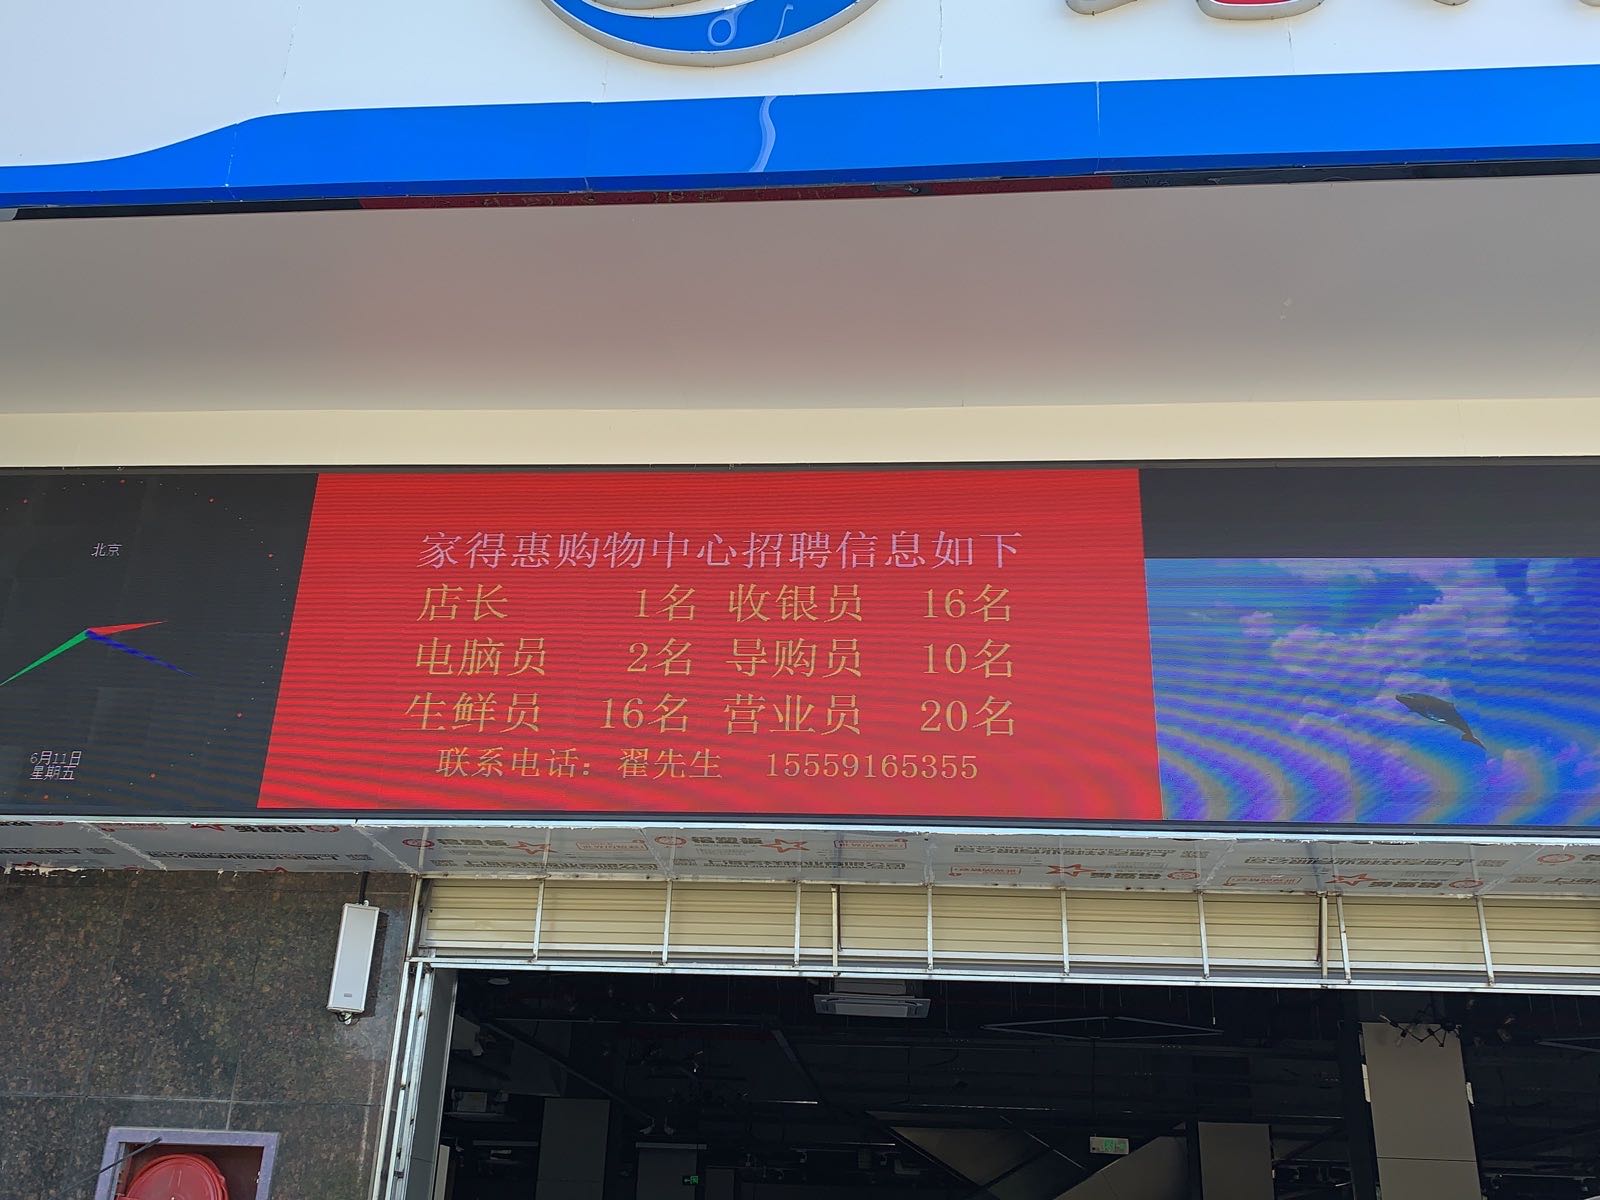 北京
6月11日
星期五
家得惠购物中心招聘信息如下
店长 1名 收银员 16名
电脑员 2名 导购员 10名
生鲜员 16名 营业员 20名
联系电话：翟先生 15559165355